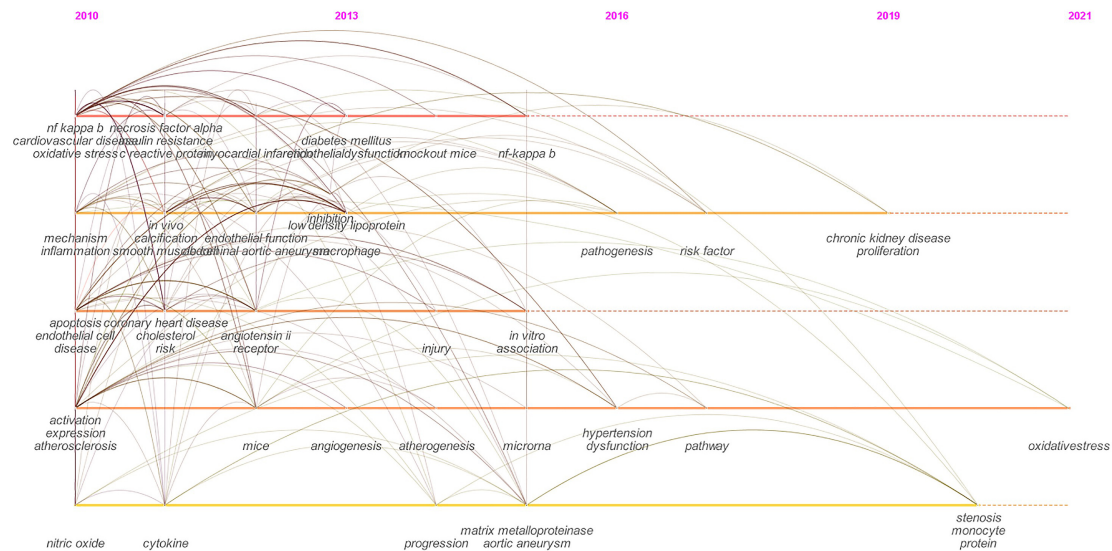 2010 2013 2016 2019 2021
nf kappa b necrosis factor alpha diabetes mellitus
cardiovascular disease insulin resistance
oxidative stress c reactive protein myocardial infarction endothelialdysfunction knockout mice nf-kappa b
inhibition
in vivo low density lipoprotein
mechanism calcification endothelial function chronic kidney disease
inflammation smooth muscle cell abdominal aortic aneurysm macrophage pathogenesis risk factor proliferation
apoptosis coronary heart disease
endothelial cell cholesterol angiotensin ii in vitro
disease risk receptor injury association
activation
expression hypertension
atherosclerosis mice angiogenesis atherogenesis microrna dysfunction pathway oxidativestress
stenosis
matrix metalloproteinase monocyte
nitric oxide cytokine progression aortic aneurysm protein